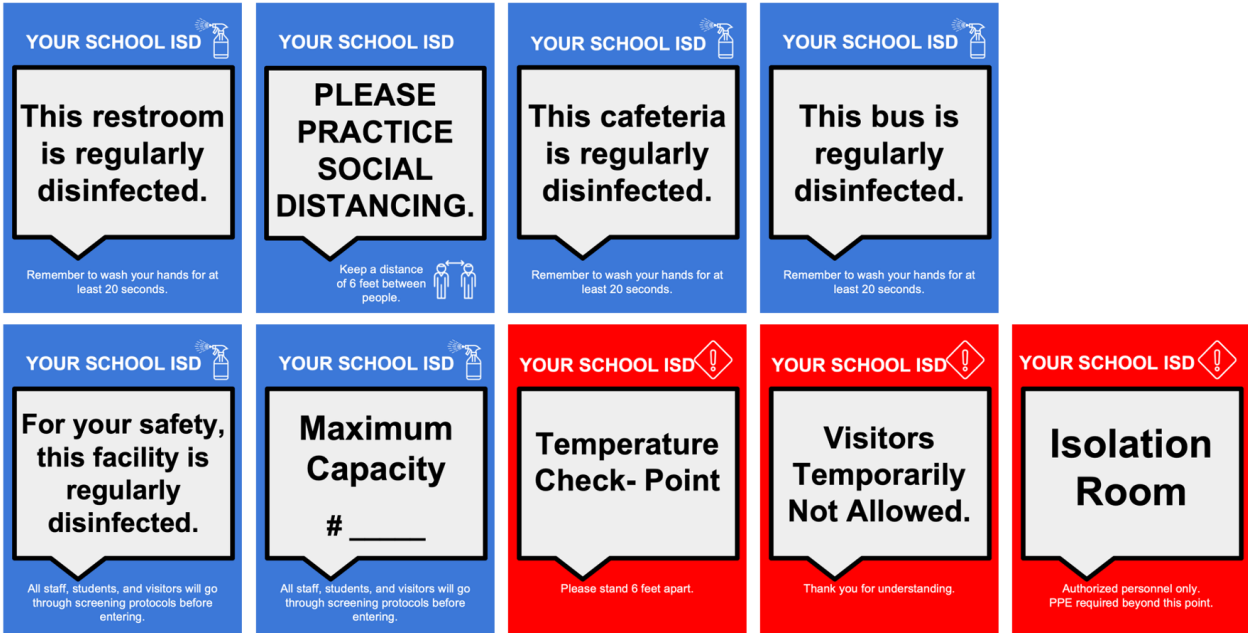 YOUR SCHOOL ISD
This restroom
is regularly
disinfected.
Remember to wash your hands for at
least 20 seconds.
YOUR SCHOOL ISD
PLEASE
PRACTICE
SOCIAL
DISTANCING.
Keep a distance
of 6 feet between
people.
YOUR SCHOOL ISD
This cafeteria
is regularly
disinfected.
Remember to wash your hands for at
least 20 seconds.
YOUR SCHOOL ISD
This bus is
regularly
disinfected.
Remember to wash your hands for at
least 20 seconds.
YOUR SCHOOL ISD
For your safety,
this facility is
regularly
disinfected.
All staff, students, and visitors will go
through screening protocols before
entering.
YOUR SCHOOL ISD
Maximum
Capacity
# _____
All staff, students, and visitors will go
through screening protocols before
entering.
YOUR SCHOOL ISD
Temperature
Check- Point
Please stand 6 feet apart.
YOUR SCHOOL ISD
Visitors
Temporarily
Not Allowed.
Thank you for understanding.
YOUR SCHOOL ISD
Isolation
Room
Authorized personnel only.
PPE required beyond this point.